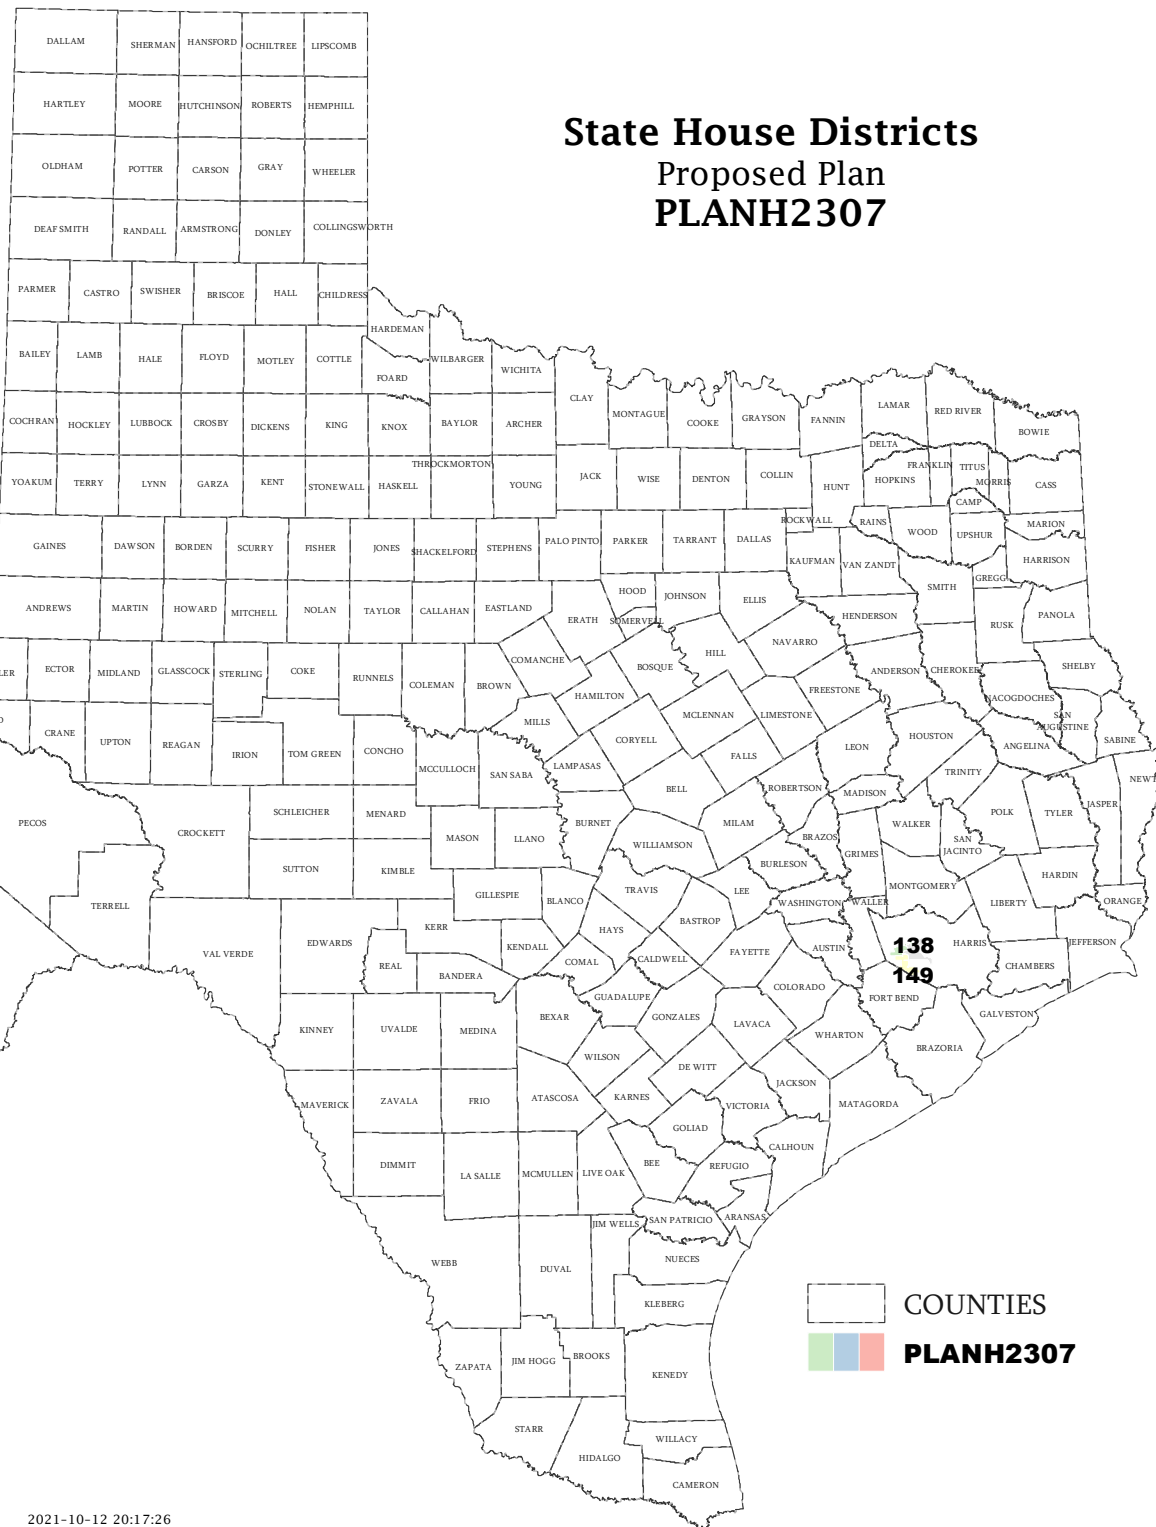 State House Districts
Proposed Plan
PLANH2307
DALLAM
SHERMAN
HANSFORD
OCHILTREE
LIPSCOMB
HARTLEY
MOORE
HUTCHINSON
ROBERTS
HEMPHILL
OLDHAM
POTTER
CARSON
GRAY
WHEELER
DEAF SMITH
RANDALL
ARMSTRONG
DONLEY
COLLINGSWORTH
PARMER
CASTRO
SWISHER
BRISCOE
HALL
CHILDRESS
HARDEMAN
BAILEY
LAMB
HALE
FLOYD
MOTLEY
COTTLE
FOARD
WILBARGER
WICHITA
CLAY
MONTAGUE
COOKE
GRAYSON
FANNIN
LAMAR
RED RIVER
BOWIE
COCHRAN
HOCKLEY
LUBBOCK
CROSBY
DICKENS
KING
KNOX
BAYLOR
ARCHER
DELTA
FRANKLIN
TITUS
MORRIS
CASS
HOPKINS
CAMP
YOAKUM
TERRY
LYNN
GARZA
KENT
STONEWALL
HASKELL
THROCKMORTON
YOUNG
JACK
WISE
DENTON
COLLIN
HUNT
ROCKWALL
RAINS
WOOD
UPSHUR
MARION
HARRISON
GAINES
DAWSON
BORDEN
SCURRY
FISHER
JONES
SHACKELFORD
STEPHENS
PALO PINTO
PARKER
TARRANT
DALLAS
KAUFMAN
VAN ZANDT
SMITH
GREGG
ANDREWS
MARTIN
HOWARD
MITCHELL
NOLAN
TAYLOR
CALLAHAN
EASTLAND
ERATH
HOOD
SOMERVELL
JOHNSON
ELLIS
HENDERSON
RUSK
PANOLA
LER
ECTOR
MIDLAND
GLASSCOCK
STERLING
COKE
RUNNELS
COLEMAN
BROWN
COMANCHE
HAMILTON
BOSQUE
HILL
NAVARRO
FREESTONE
ANDERSON
CHEROKEE
NACOGDOCHES
SHELBY
SAN
AUGUSTINE
SABINE
CRANE
UPTON
REAGAN
IRION
TOM GREEN
CONCHO
MCCULLOCH
SAN SABA
MILLS
LAMPASAS
CORYELL
MCLENNAN
LIMESTONE
FALLS
LEON
HOUSTON
ANGELINA
TRINITY
NEWT
PECOS
CROCKETT
SCHLEICHER
MENARD
MASON
LLANO
BURNET
BELL
MILAM
ROBERTSON
MADISON
BRAZOS
GRIMES
WALKER
SAN
JACINTO
POLK
TYLER
JASPER
TERRELL
SUTTON
KIMBLE
GILLESPIE
BLANCO
WILLIAMSON
TRAVIS
LEE
BURLESON
WASHINGTON
WALLER
MONTGOMERY
LIBERTY
HARDIN
ORANGE
VAL VERDE
EDWARDS
REAL
KERR
BANDERA
KENDALL
COMAL
HAYS
CALDWELL
BASTROP
FAYETTE
AUSTIN
138
HARRIS
149
FORT BEND
CHAMBERS
JEFFERSON
GALVESTON
KINNEY
UVALDE
MEDINA
BEXAR
GUADALUPE
GONZALES
LAVACA
COLORADO
WHARTON
BRAZORIA
MAVERICK
ZAVALA
FRIO
ATASCOSA
WILSON
KARNES
DE WITT
JACKSON
VICTORIA
MATAGORDA
GOLIAD
CALHOUN
DIMMIT
LA SALLE
MCMULLEN
LIVE OAK
BEE
REFUGIO
ARANSAS
SAN PATRICIO
JIM WELLS
NUECES
WEBB
DUVAL
KLEBERG
ZAPATA
JIM HOGG
BROOKS
KENEDY
STARR
HIDALGO
WILLACY
CAMERON
COUNTIES
PLANH2307
2021-10-12 20:17:26